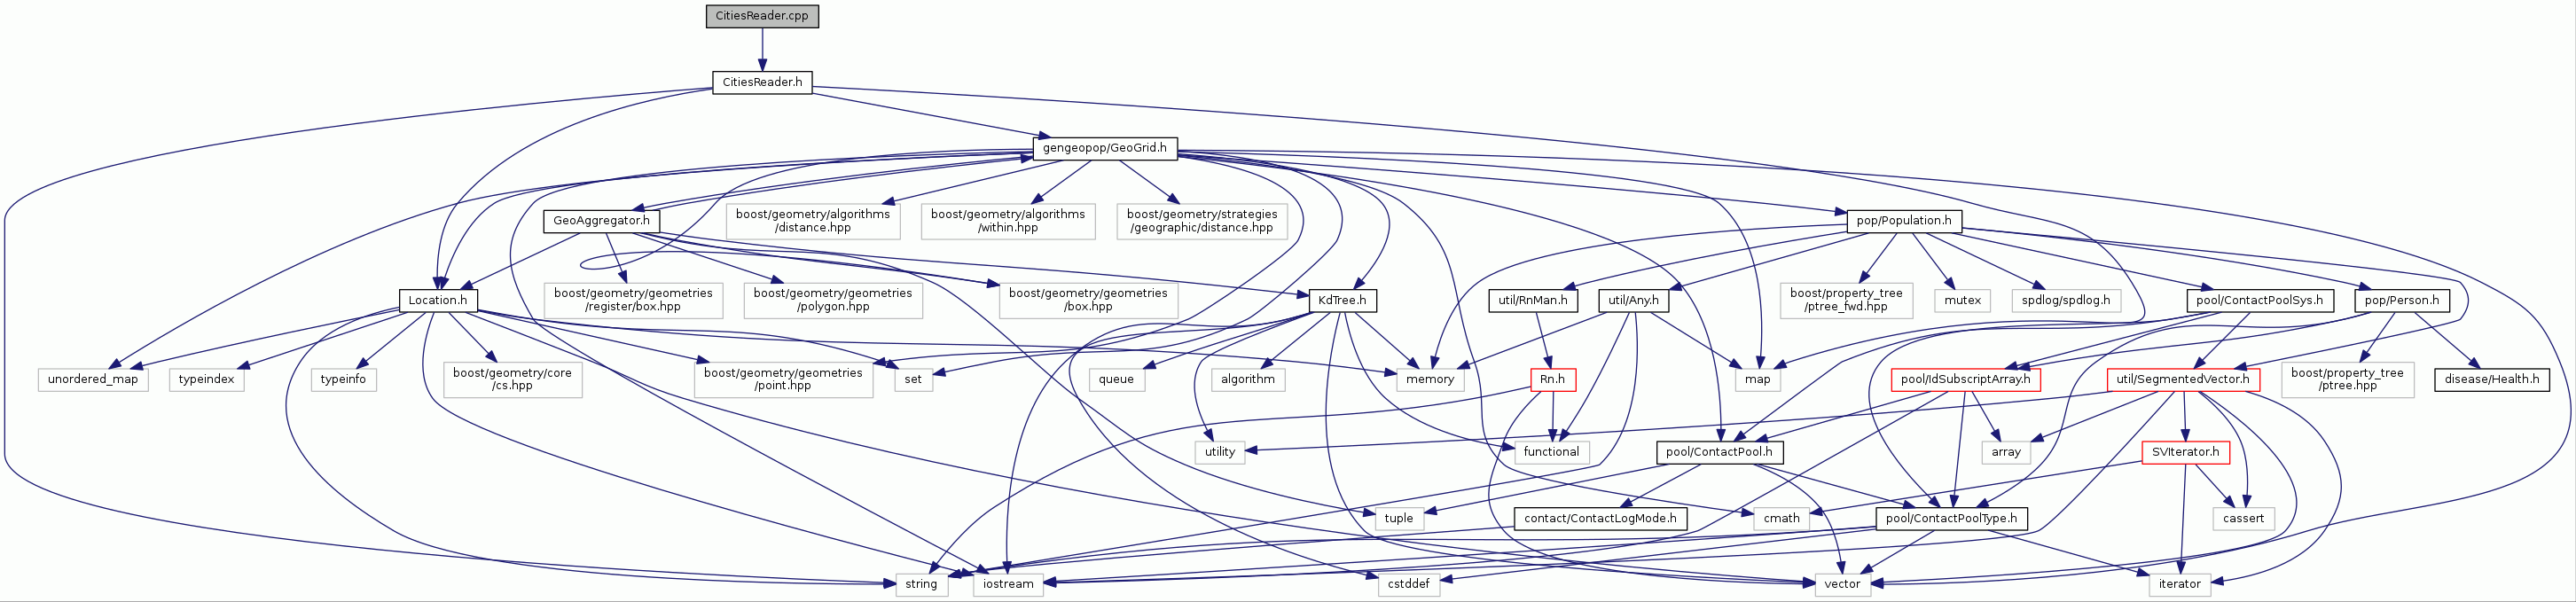 CitiesReader.cpp
CitiesReader.h
gengeopop/GeoGrid.h
GeoAggregator.h
boost/geometry/algorithms
/distance.hpp
boost/geometry/algorithms
/within.hpp
boost/geometry/strategies
/geographic/distance.hpp
pop/Population.h
Location.h
boost/geometry/geometries
/register/box.hpp
boost/geometry/geometries
/polygon.hpp
boost/geometry/geometries
/box.hpp
KdTree.h
util/RnMan.h
util/Any.h
boost/property_tree
/ptree_fwd.hpp
mutex
spdlog/spdlog.h
pool/ContactPoolSys.h
pop/Person.h
unordered_map
typeindex
typeinfo
boost/geometry/core
/cs.hpp
boost/geometry/geometries
/point.hpp
set
queue
algorithm
memory
Rn.h
map
pool/IdSubscriptArray.h
util/SegmentedVector.h
boost/property_tree
/ptree.hpp
disease/Health.h
utility
functional
pool/ContactPool.h
array
SVIterator.h
tuple
contact/ContactLogMode.h
cmath
pool/ContactPoolType.h
cassert
string
iostream
cstddef
vector
iterator